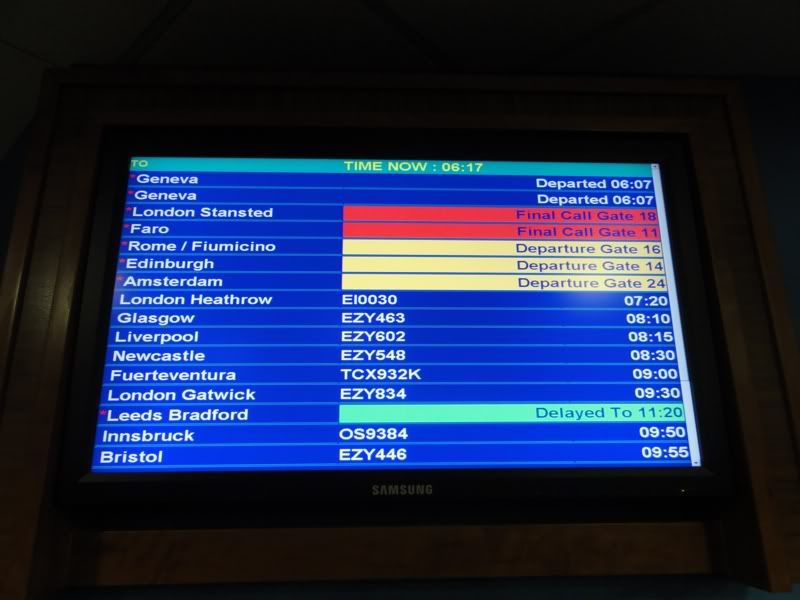 TO TIME NOW : 06:17
*Geneva Departed 06:07
*Geneva Departed 06:07
*London Stansted Final Call Gate 18
*Faro Final Call Gate 11
*Rome / Fiumicino Departure Gate 16
*Edinburgh Departure Gate 14
*Amsterdam Departure Gate 24
London Heathrow EI0030 07:20
Glasgow EZY463 08:10
Liverpool EZY602 08:15
Newcastle EZY548 08:30
Fuerteventura TCX932K 09:00
London Gatwick EZY834 09:30
*Leeds Bradford Delayed To 11:20
Innsbruck OS9384 09:50
Bristol EZY446 09:55
SAMSUNG